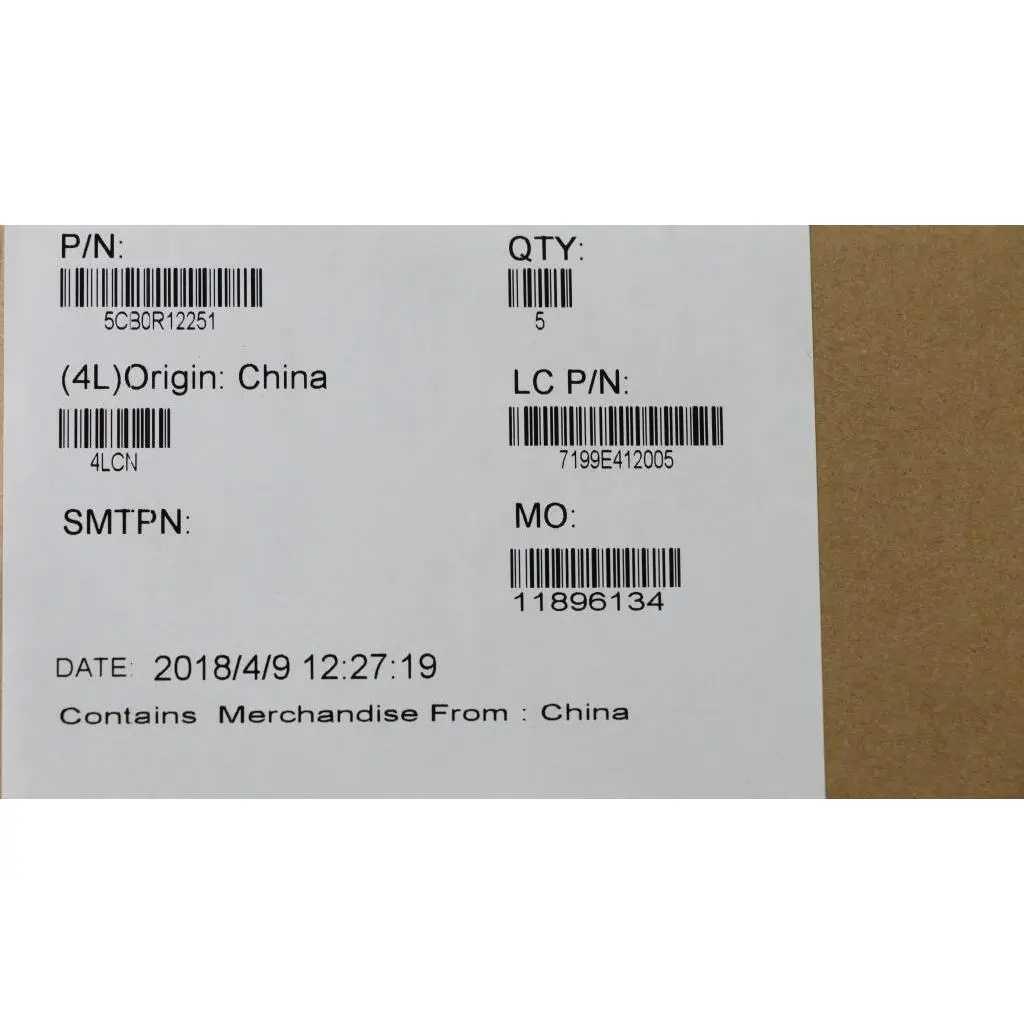 P/N:
5CB0R12251
QTY:
5
(4L)Origin: China
4LCN
LC P/N:
7199E412005
SMTPN:
MO:
11896134
DATE: 2018/4/9 12:27:19
Contains Merchandise From : China